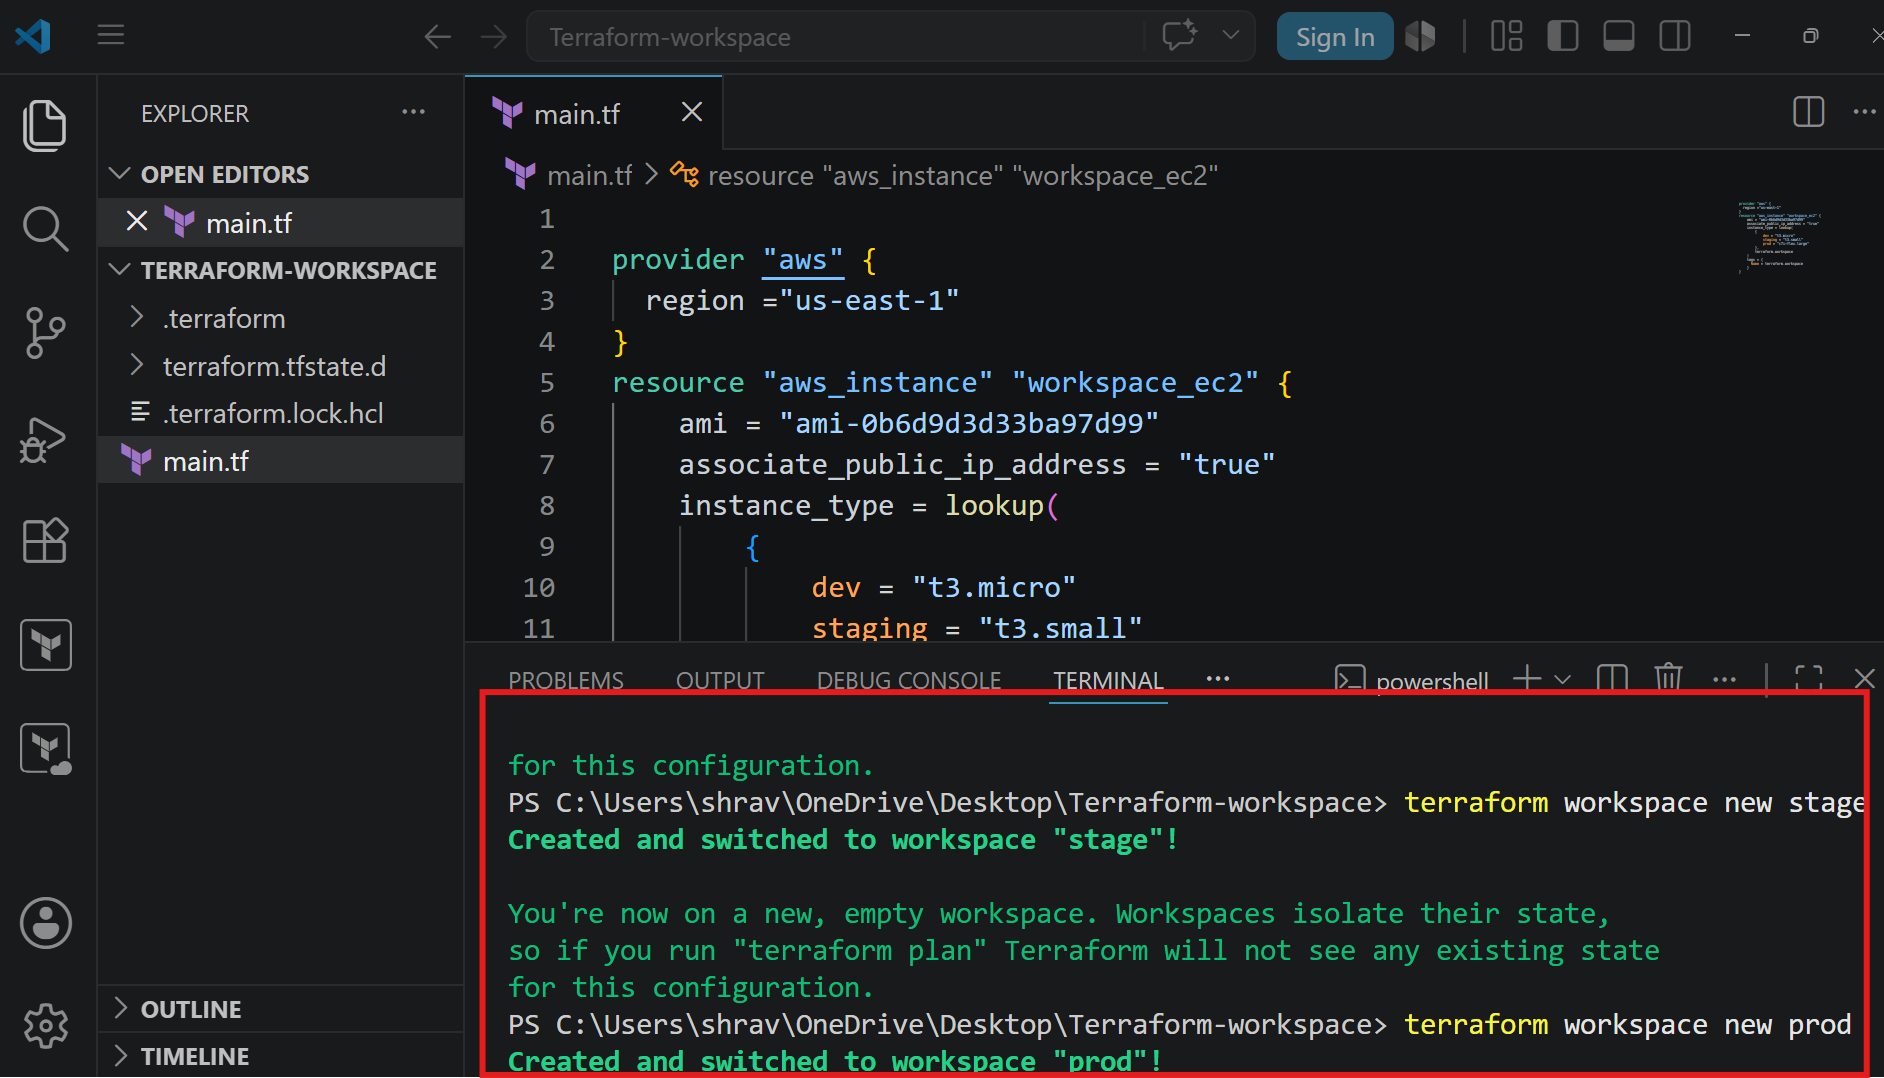 Terraform-workspace
Sign In
EXPLORER
OPEN EDITORS
main.tf
TERRAFORM-WORKSPACE
.terraform
terraform.tfstate.d
.terraform.lock.hcl
main.tf
OUTLINE
TIMELINE
main.tf
main.tf > resource "aws_instance" "workspace_ec2"
1
2 provider "aws" {
3 region ="us-east-1"
4 }
5 resource "aws_instance" "workspace_ec2" {
6 ami = "ami-0b6d9d3d33ba97d99"
7 associate_public_ip_address = "true"
8 instance_type = lookup(
9 {
10 dev = "t3.micro"
11 staging = "t3.small"
PROBLEMS OUTPUT DEBUG CONSOLE TERMINAL ... powershell
for this configuration.
PS C:\Users\shrav\OneDrive\Desktop\Terraform-workspace> terraform workspace new stage
Created and switched to workspace "stage"!
You're now on a new, empty workspace. Workspaces isolate their state,
so if you run "terraform plan" Terraform will not see any existing state
for this configuration.
PS C:\Users\shrav\OneDrive\Desktop\Terraform-workspace> terraform workspace new prod
Created and switched to workspace "prod"!